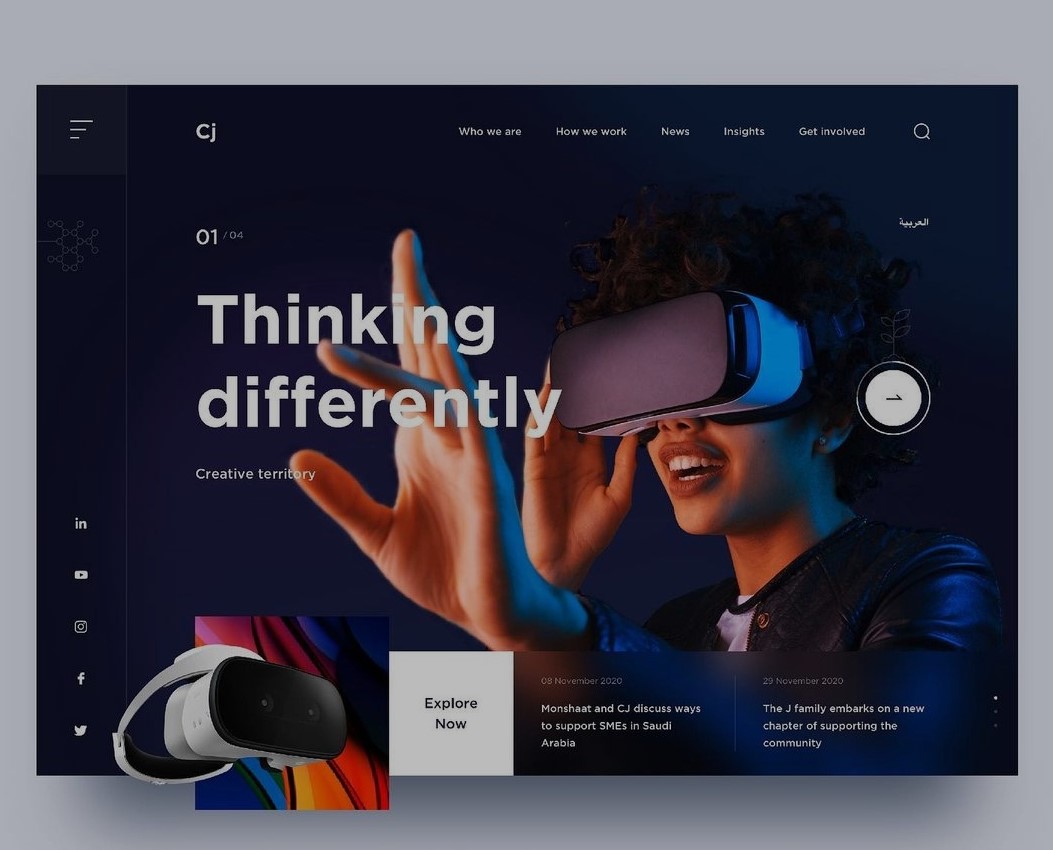 Cj
Who we are
How we work
News
Insights
Get involved
العربية
01 / 04
Thinking
differently
Creative territory
in
Explore
Now
08 November 2020
Monshaat and CJ discuss ways
to support SMEs in Saudi
Arabia
29 November 2020
The J family embarks on a new
chapter of supporting the
community